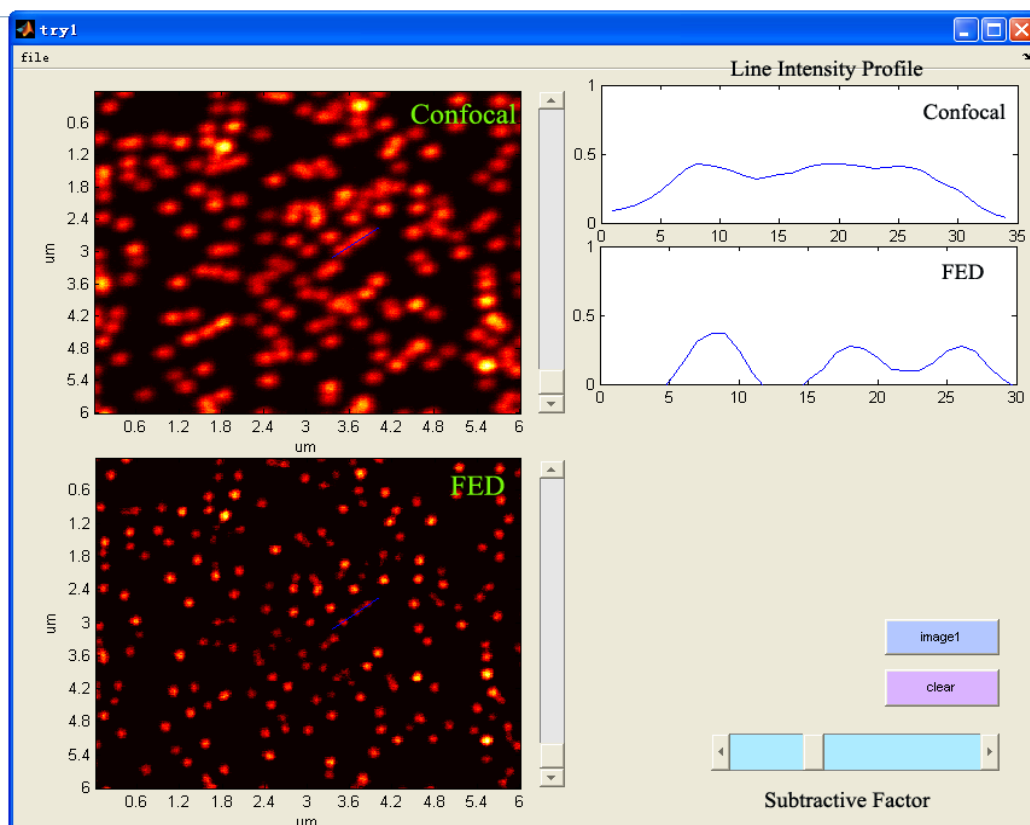 try1
file
Line Intensity Profile
Confocal
0.6
1.2
1.8
2.4
3
3.6
4.2
4.8
5.4
6
um
0.6 1.2 1.8 2.4 3 3.6 4.2 4.8 5.4 6
um
Confocal
1
0.5
0
0 5 10 15 20 25 30 35
FED
1
0.5
0
0 5 10 15 20 25 30
FED
0.6
1.2
1.8
2.4
3
3.6
4.2
4.8
5.4
6
um
0.6 1.2 1.8 2.4 3 3.6 4.2 4.8 5.4 6
um
image1
clear
Subtractive Factor